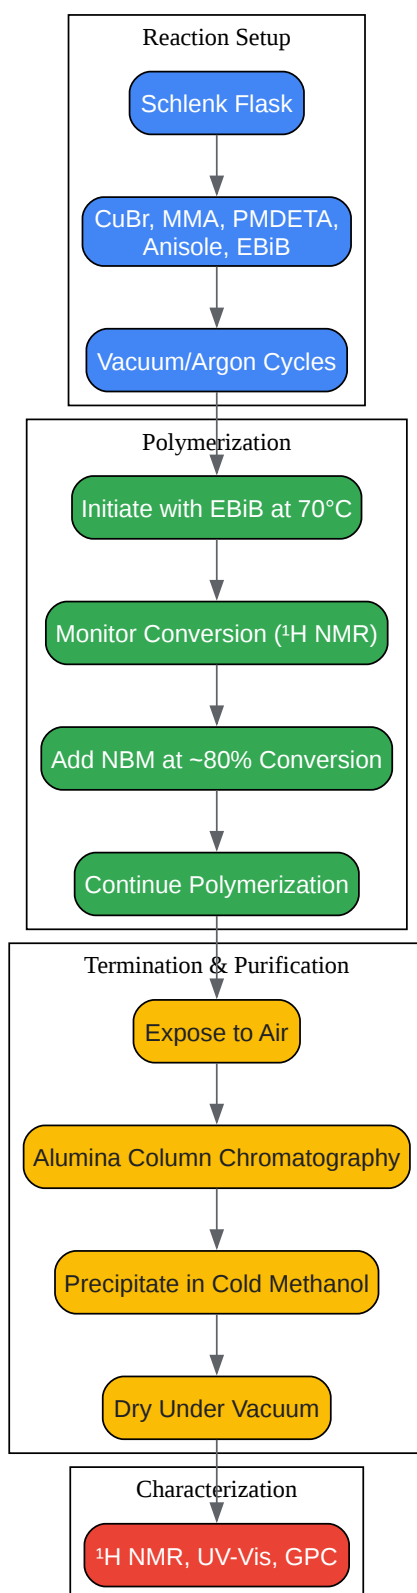 Reaction Setup
Schlenk Flask
CuBr, MMA, PMDETA,
Anisole, EBiB
Vacuum/Argon Cycles
Polymerization
Initiate with EBiB at 70°C
Monitor Conversion (¹H NMR)
Add NBM at ~80% Conversion
Continue Polymerization
Termination & Purification
Expose to Air
Alumina Column Chromatography
Precipitate in Cold Methanol
Dry Under Vacuum
Characterization
¹H NMR, UV-Vis, GPC